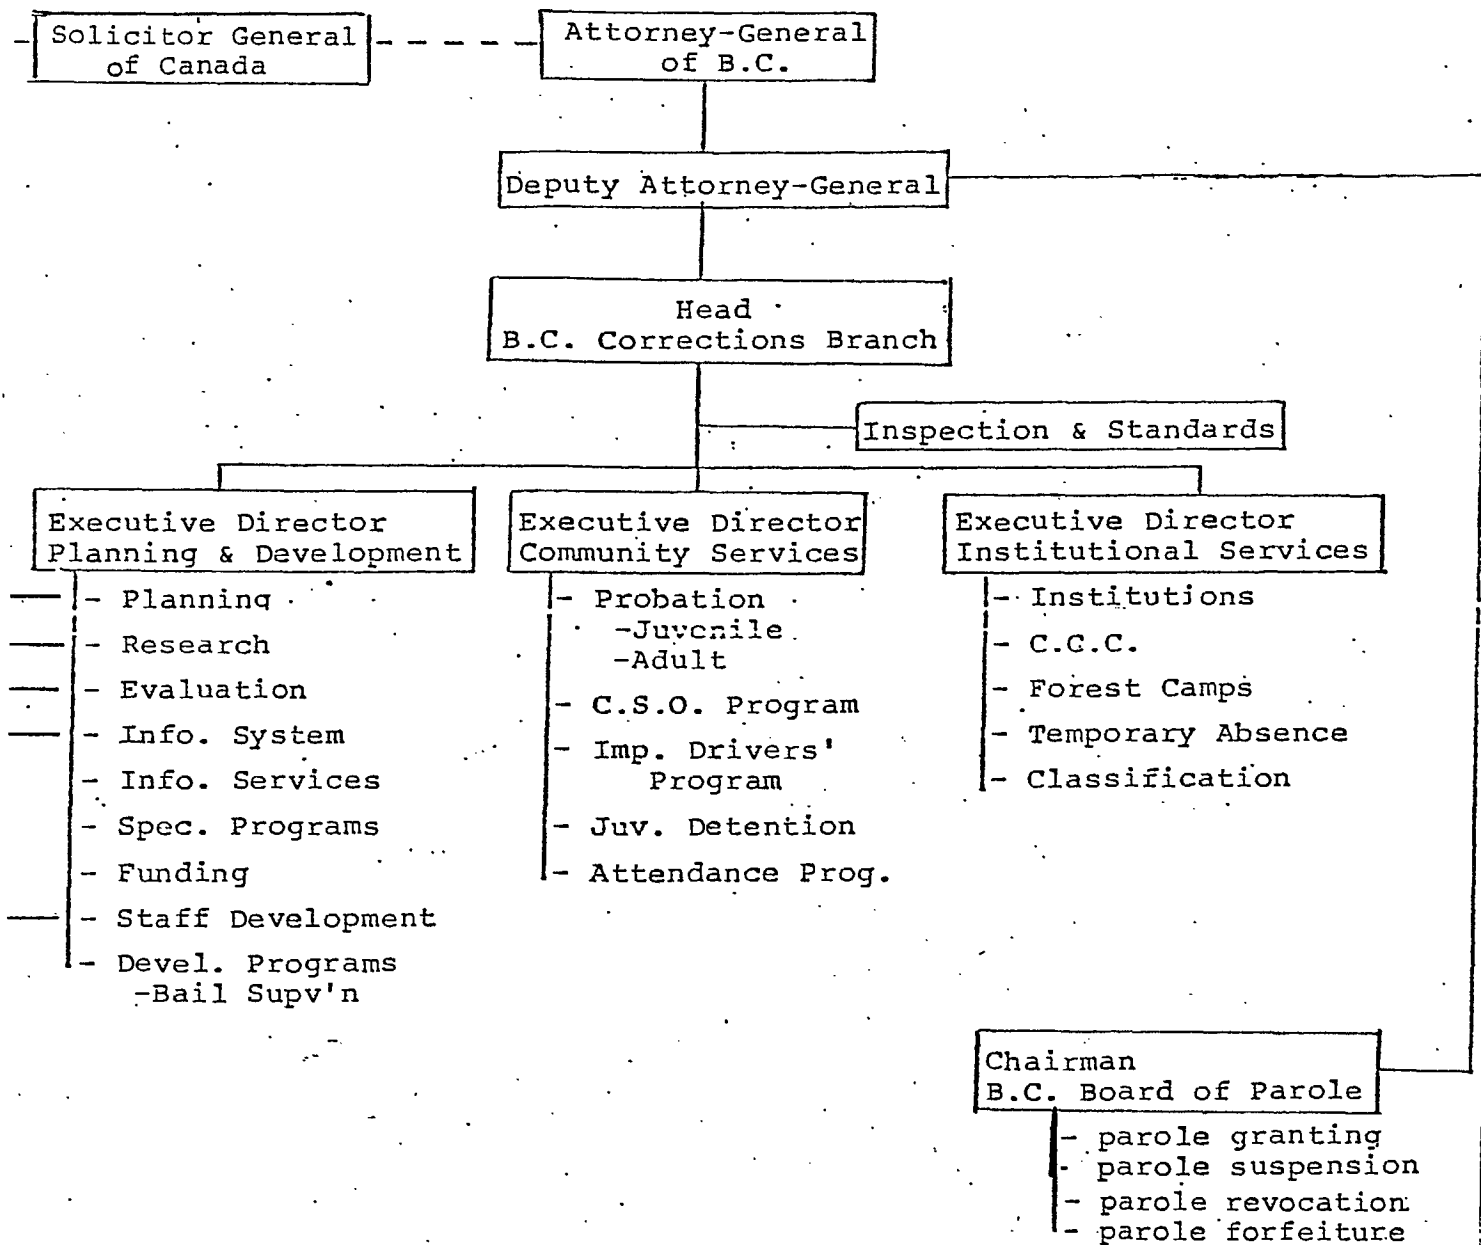 Solicitor General
of Canada
Attorney-General
of B.C.
Deputy Attorney-General
Head
B.C. Corrections Branch
Inspection & Standards
Executive Director
Planning & Development
- Planning
- Research
- Evaluation
- Info. System
- Info. Services
- Spec. Programs
- Funding
- Staff Development
- Devel. Programs
-Bail Supv'n
Executive Director
Community Services
- Probation
-Juvenile
-Adult
- C.S.O. Program
- Imp. Drivers'
Program
- Juv. Detention
- Attendance Prog.
Executive Director
Institutional Services
- Institutions
- C.C.C.
- Forest Camps
- Temporary Absence
- Classification
Chairman
B.C. Board of Parole
- parole granting
- parole suspension
- parole revocation
- parole forfeiture